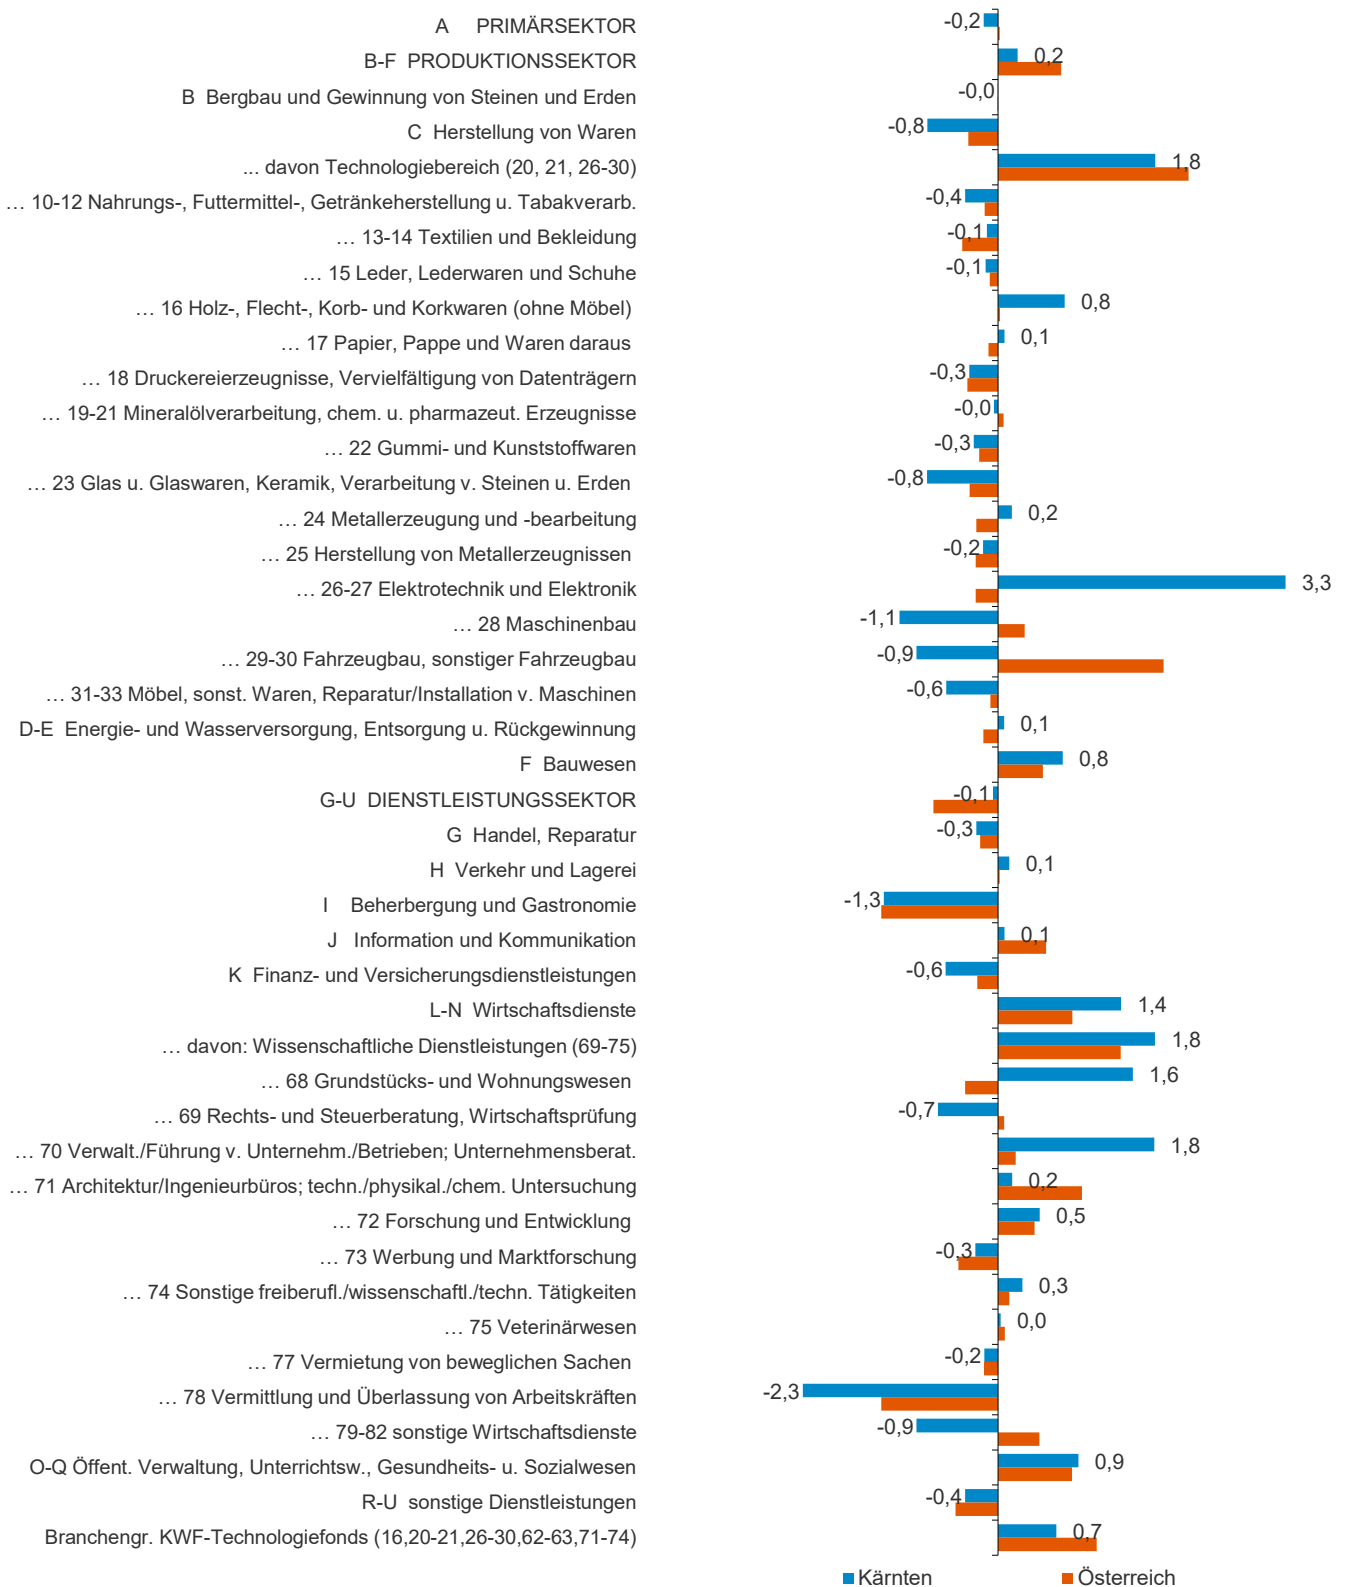 A PRIMÄRSEKTOR -0,2
B-F PRODUKTIONSSEKTOR 0,2
B Bergbau und Gewinnung von Steinen und Erden -0,0
C Herstellung von Waren -0,8
... davon Technologiebereich (20, 21, 26-30) 1,8
… 10-12 Nahrungs-, Futtermittel-, Getränkeherstellung u. Tabakverarb. -0,4
… 13-14 Textilien und Bekleidung -0,1
… 15 Leder, Lederwaren und Schuhe -0,1
… 16 Holz-, Flecht-, Korb- und Korkwaren (ohne Möbel) 0,8
… 17 Papier, Pappe und Waren daraus 0,1
… 18 Druckereierzeugnisse, Vervielfältigung von Datenträgern -0,3
… 19-21 Mineralölverarbeitung, chem. u. pharmazeut. Erzeugnisse -0,0
… 22 Gummi- und Kunststoffwaren -0,3
… 23 Glas u. Glaswaren, Keramik, Verarbeitung v. Steinen u. Erden -0,8
… 24 Metallerzeugung und -bearbeitung 0,2
… 25 Herstellung von Metallerzeugnissen -0,2
… 26-27 Elektrotechnik und Elektronik 3,3
… 28 Maschinenbau -1,1
… 29-30 Fahrzeugbau, sonstiger Fahrzeugbau -0,9
… 31-33 Möbel, sonst. Waren, Reparatur/Installation v. Maschinen -0,6
D-E Energie- und Wasserversorgung, Entsorgung u. Rückgewinnung 0,1
F Bauwesen 0,8
G-U DIENSTLEISTUNGSSEKTOR -0,1
G Handel, Reparatur -0,3
H Verkehr und Lagerei 0,1
I Beherbergung und Gastronomie -1,3
J Information und Kommunikation 0,1
K Finanz- und Versicherungsdienstleistungen -0,6
L-N Wirtschaftsdienste 1,4
… davon: Wissenschaftliche Dienstleistungen (69-75) 1,8
… 68 Grundstücks- und Wohnungswesen 1,6
… 69 Rechts- und Steuerberatung, Wirtschaftsprüfung -0,7
… 70 Verwalt./Führung v. Unternehm./Betrieben; Unternehmensberat. 1,8
… 71 Architektur/Ingenieurbüros; techn./physikal./chem. Untersuchung 0,2
… 72 Forschung und Entwicklung 0,5
… 73 Werbung und Marktforschung -0,3
… 74 Sonstige freiberufl./wissenschaftl./techn. Tätigkeiten 0,3
… 75 Veterinärwesen 0,0
… 77 Vermietung von beweglichen Sachen -0,2
… 78 Vermittlung und Überlassung von Arbeitskräften -2,3
… 79-82 sonstige Wirtschaftsdienste -0,9
O-Q Öffent. Verwaltung, Unterrichtsw., Gesundheits- u. Sozialwesen 0,9
R-U sonstige Dienstleistungen -0,4
Branchengr. KWF-Technologiefonds (16,20-21,26-30,62-63,71-74) 0,7
Kärnten Österreich